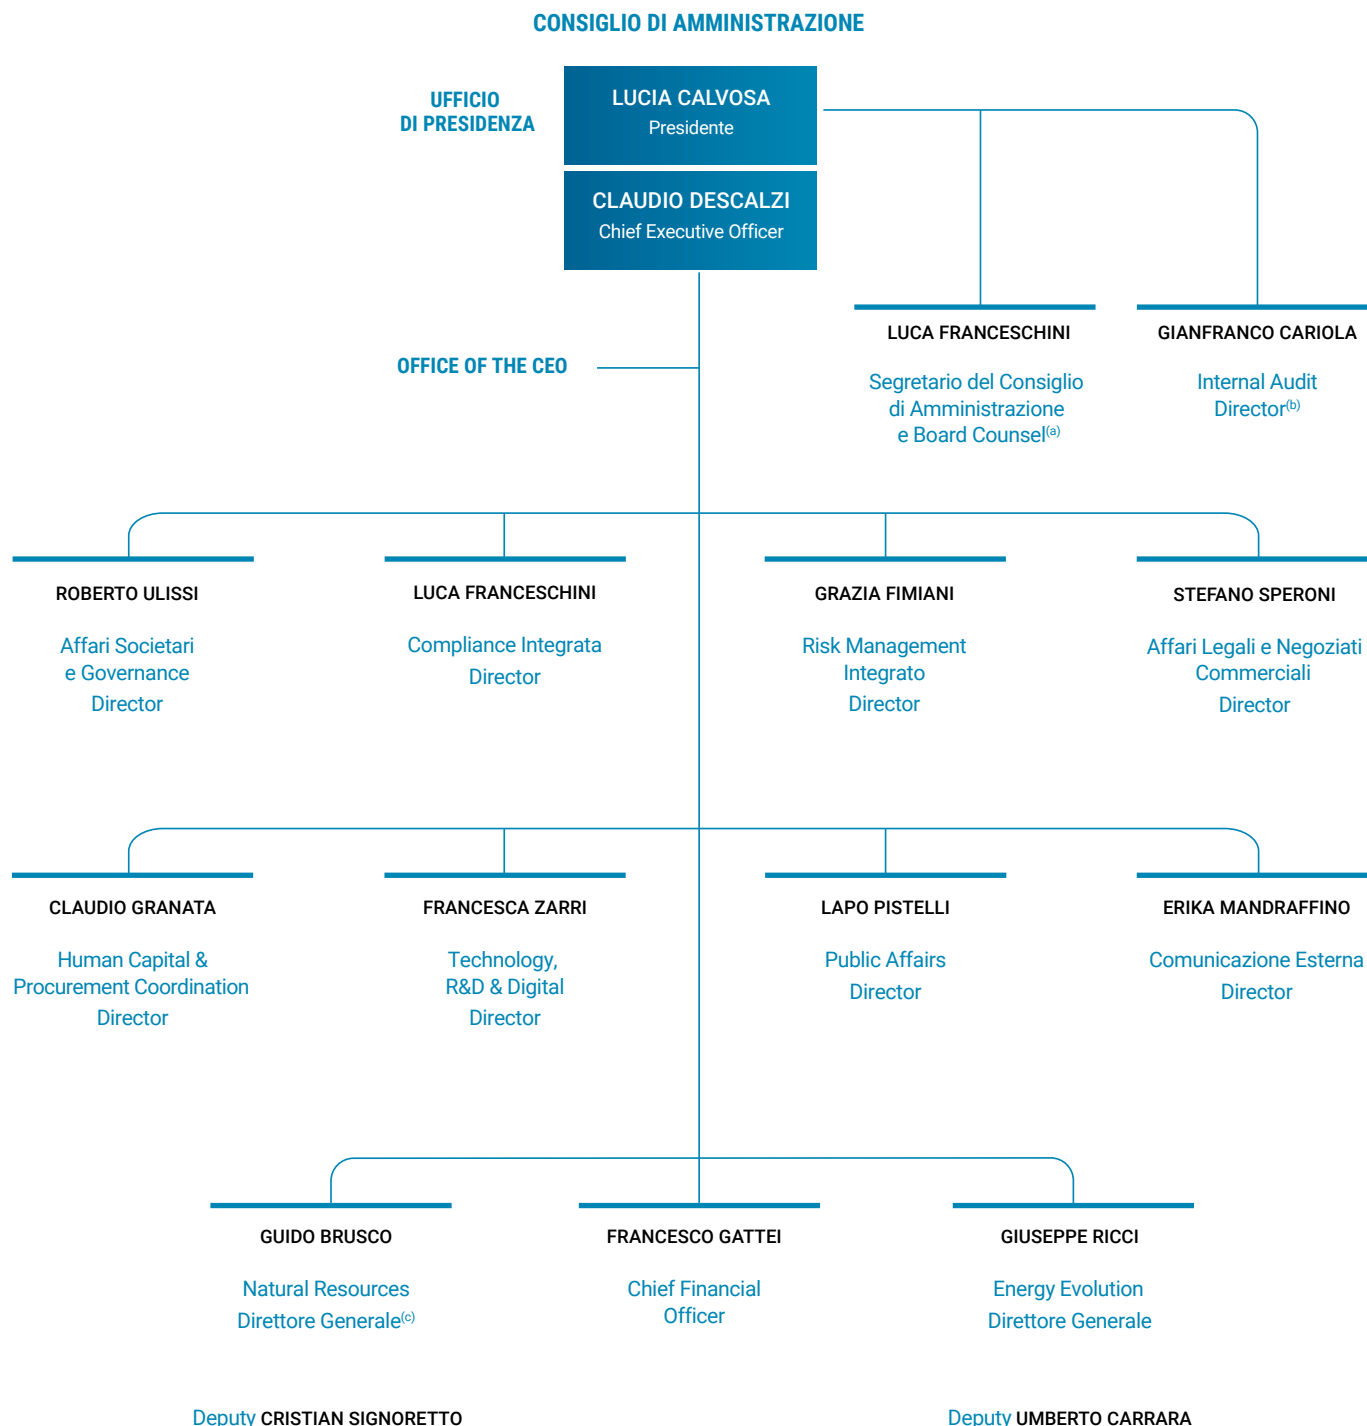 CONSIGLIO DI AMMINISTRAZIONE
UFFICIO
DI PRESIDENZA
LUCIA CALVOSA
Presidente
CLAUDIO DESCALZI
Chief Executive Officer
LUCA FRANCESCHINI
Segretario del Consiglio
di Amministrazione
e Board Counsel(a)
GIANFRANCO CARIOLA
Internal Audit
Director(b)
OFFICE OF THE CEO
ROBERTO ULISSI
Affari Societari
e Governance
Director
LUCA FRANCESCHINI
Compliance Integrata
Director
GRAZIA FIMIANI
Risk Management
Integrato
Director
STEFANO SPERONI
Affari Legali e Negoziati
Commerciali
Director
CLAUDIO GRANATA
Human Capital &
Procurement Coordination
Director
FRANCESCA ZARRI
Technology,
R&D & Digital
Director
LAPO PISTELLI
Public Affairs
Director
ERIKA MANDRAFFINO
Comunicazione Esterna
Director
GUIDO BRUSCO
Natural Resources
Direttore Generale(c)
FRANCESCO GATTEI
Chief Financial
Officer
GIUSEPPE RICCI
Energy Evolution
Direttore Generale
Deputy CRISTIAN SIGNORETTO
Deputy UMBERTO CARRARA